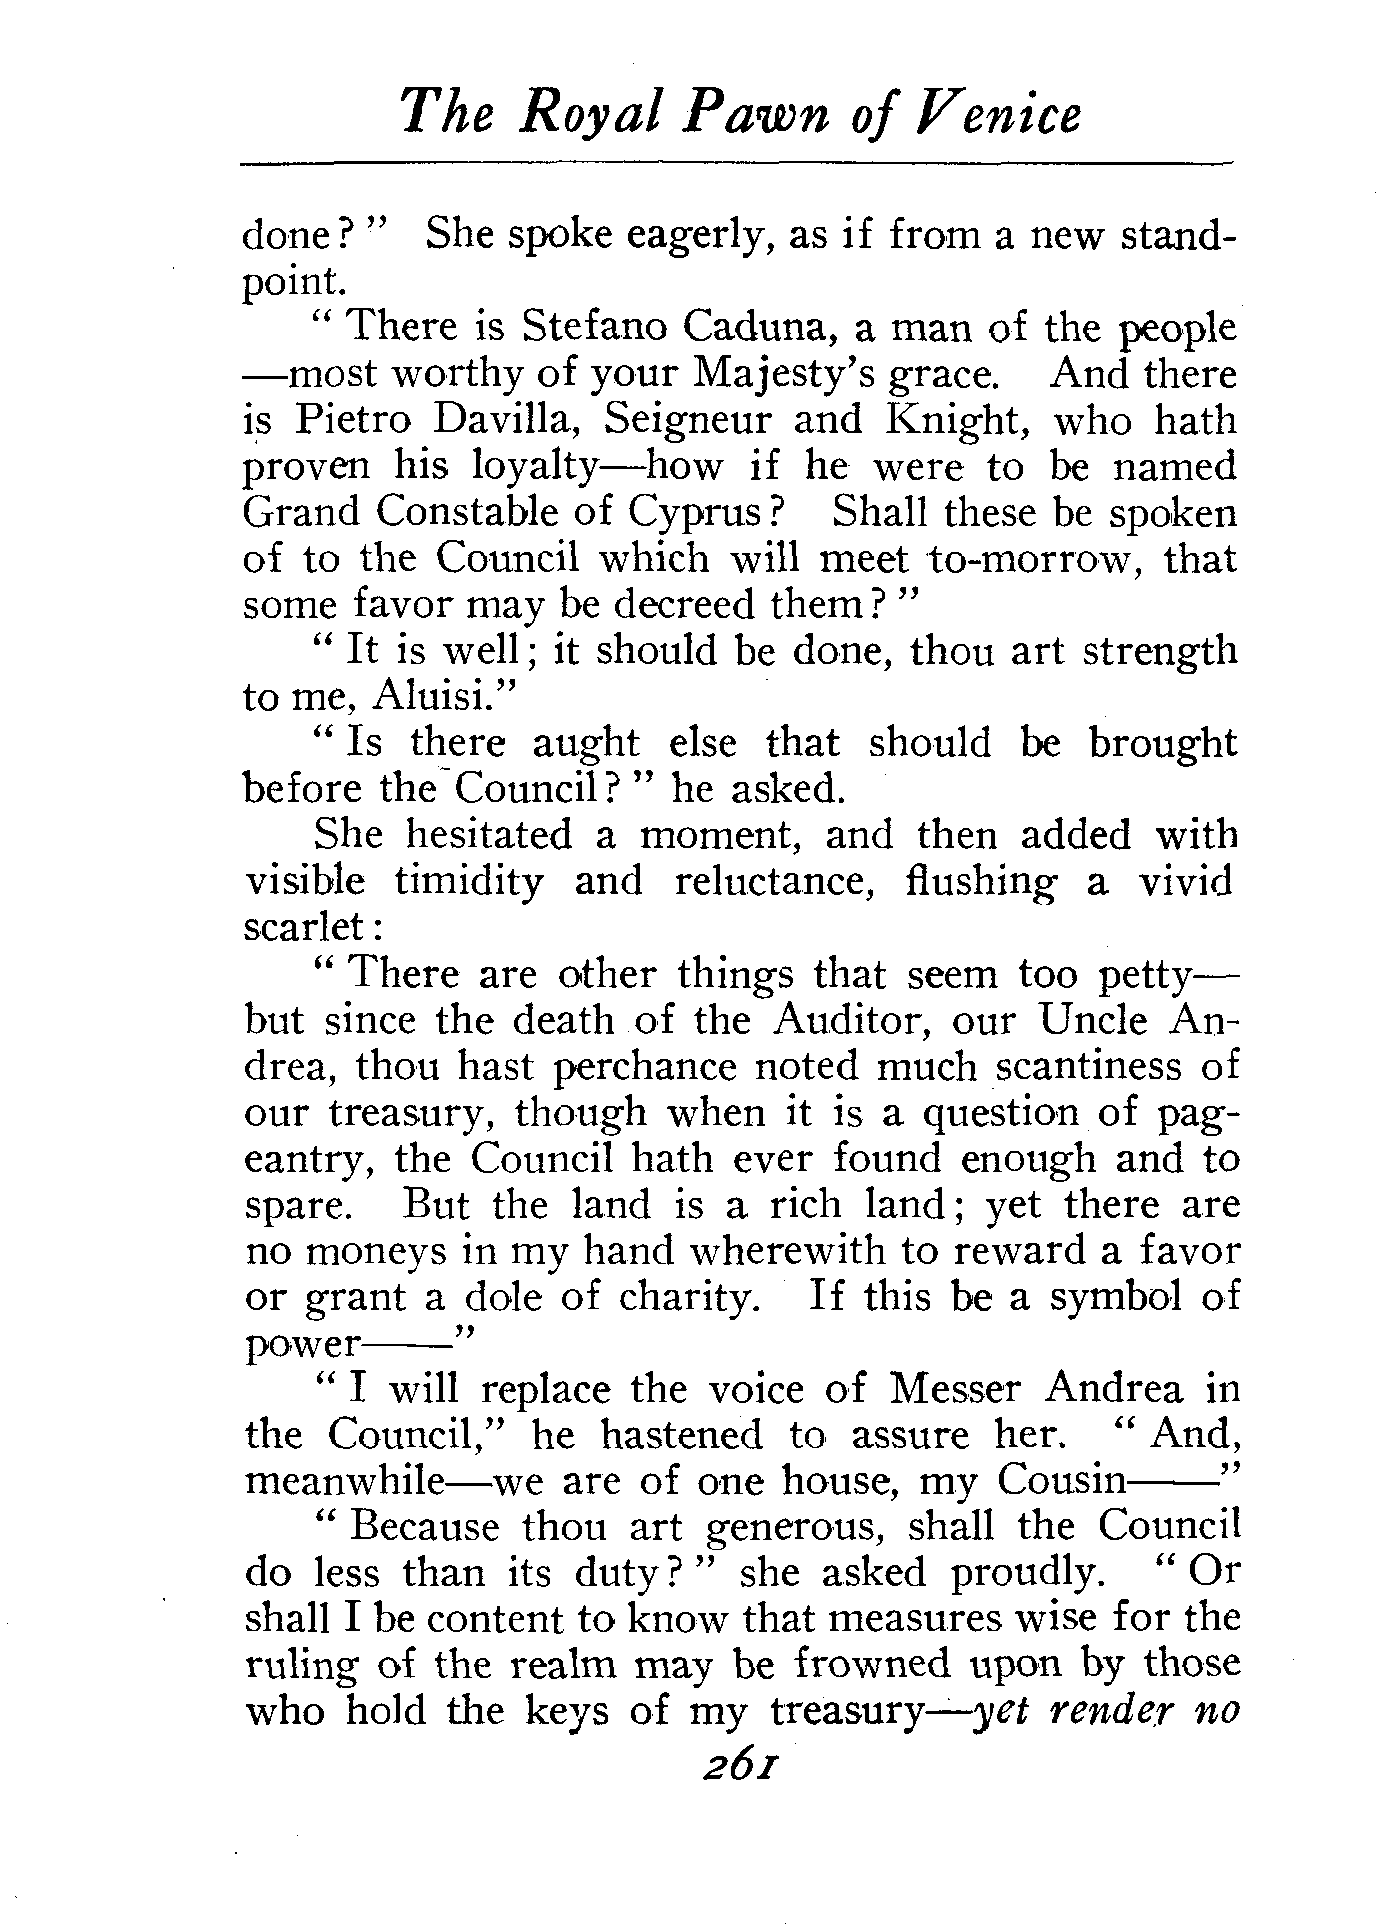 The Royal Pawn of Venice
done?" She spoke eagerly, as if from a new stand-
point.
"There is Stefano Caduna, a man of the people
—most worthy of your Majesty's grace. And there
is Pietro Davilla, Seigneur and Knight, who hath
proven his loyalty—how if he were to be named
Grand Constable of Cyprus? Shall these be spoken
of to the Council which will meet to-morrow, that
some favor may be decreed them?"
"It is well; it should be done, thou art strength
to me, Aluisi."
"Is there aught else that should be brought
before the Council?" he asked.
She hesitated a moment, and then added with
visible timidity and reluctance, flushing a vivid
scarlet:
"There are other things that seem too petty—
but since the death of the Auditor, our Uncle An-
drea, thou hast perchance noted much scantiness of
our treasury, though when it is a question of pag-
eantry, the Council hath ever found enough and to
spare. But the land is a rich land; yet there are
no moneys in my hand wherewith to reward a favor
or grant a dole of charity. If this be a symbol of
power——"
"I will replace the voice of Messer Andrea in
the Council," he hastened to assure her. "And,
meanwhile—we are of one house, my Cousin——"
"Because thou art generous, shall the Council
do less than its duty?" she asked proudly. "Or
shall I be content to know that measures wise for the
ruling of the realm may be frowned upon by those
who hold the keys of my treasury—yet render no
261